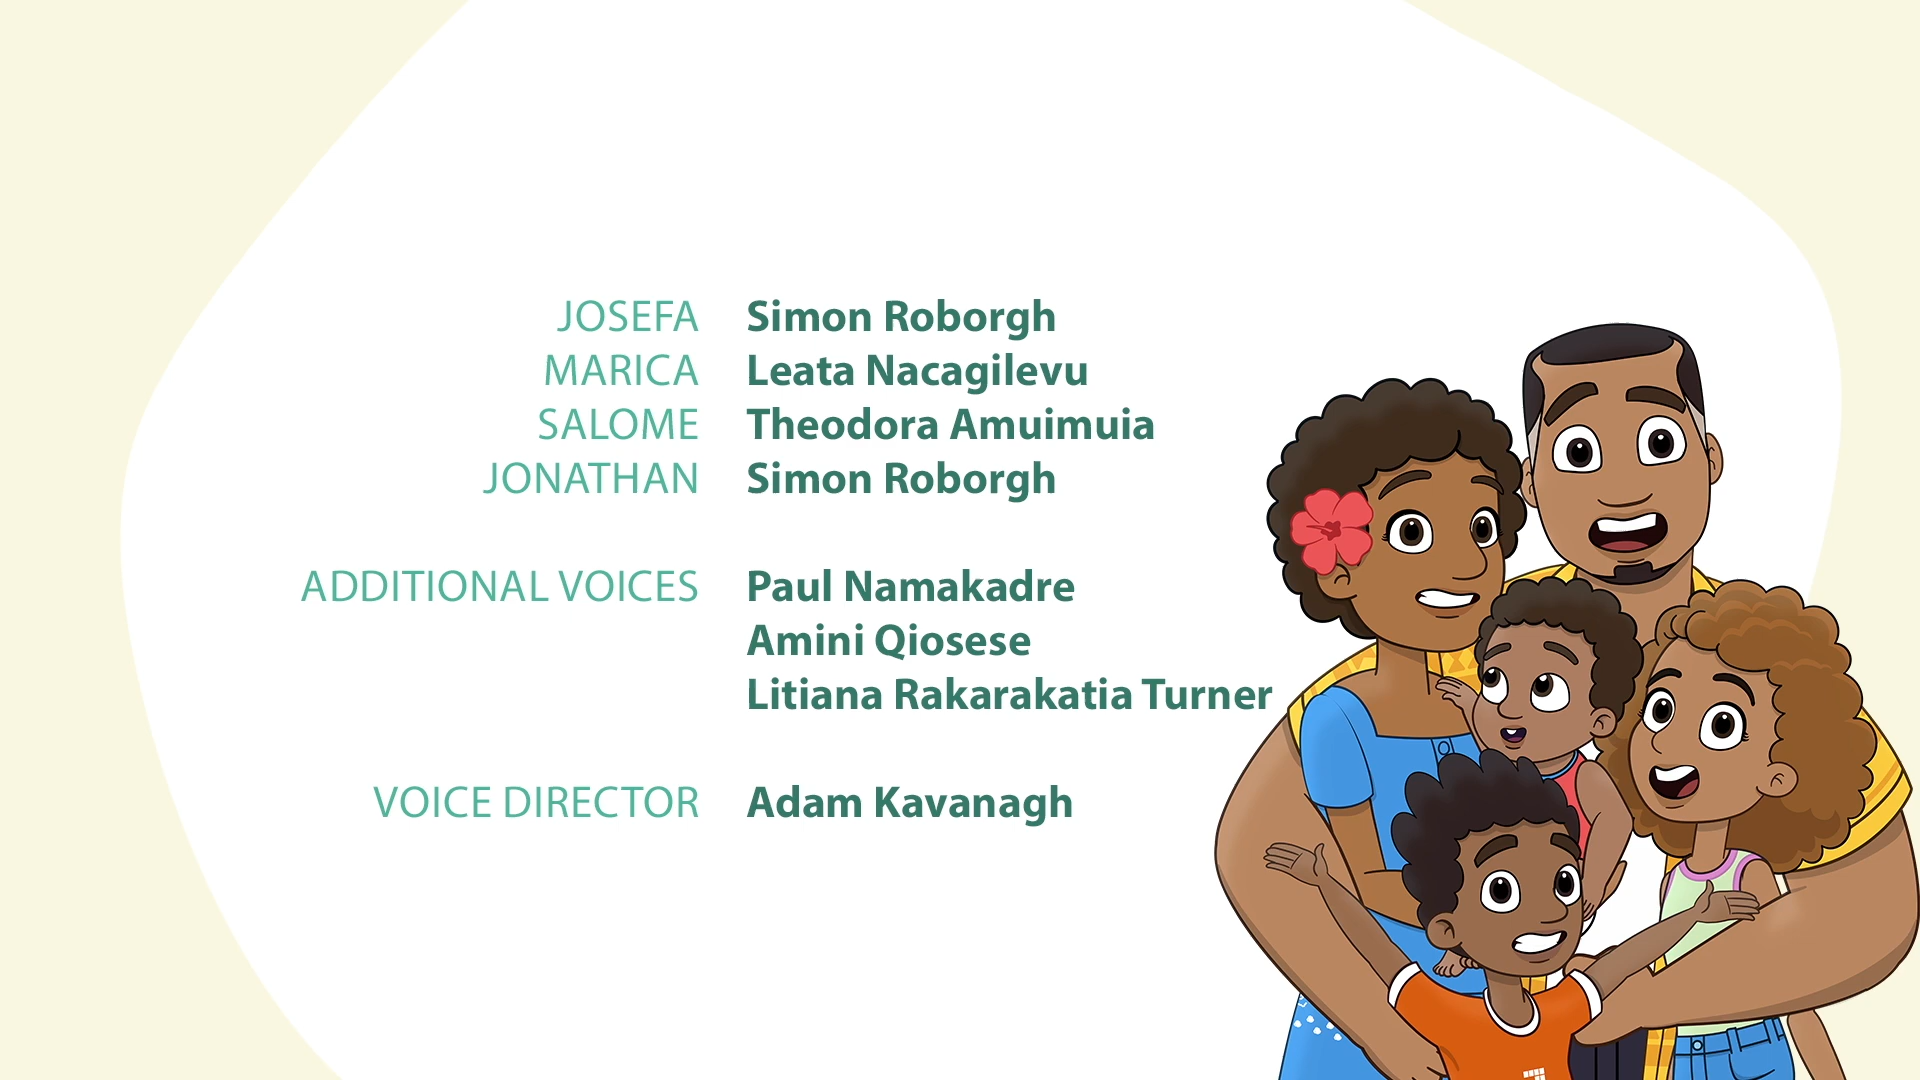 JOSEFA Simon Roborgh
MARICA Leata Nacagilevu
SALOME Theodora Amuimuia
JONATHAN Simon Roborgh
ADDITIONAL VOICES Paul Namakadre
Amini Qiosese
Litiana Rakarakatia Turner
VOICE DIRECTOR Adam Kavanagh